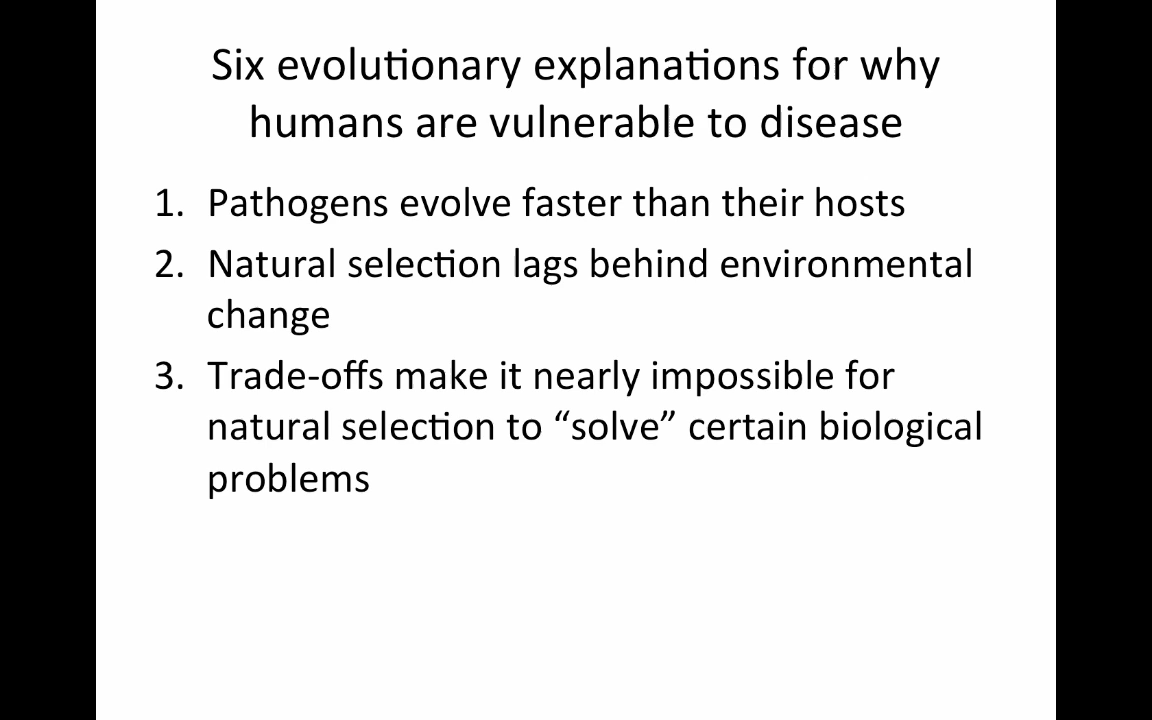 Six evolutionary explanations for why
humans are vulnerable to disease
1. Pathogens evolve faster than their hosts
2. Natural selection lags behind environmental
change
3. Trade-offs make it nearly impossible for
natural selection to “solve” certain biological
problems